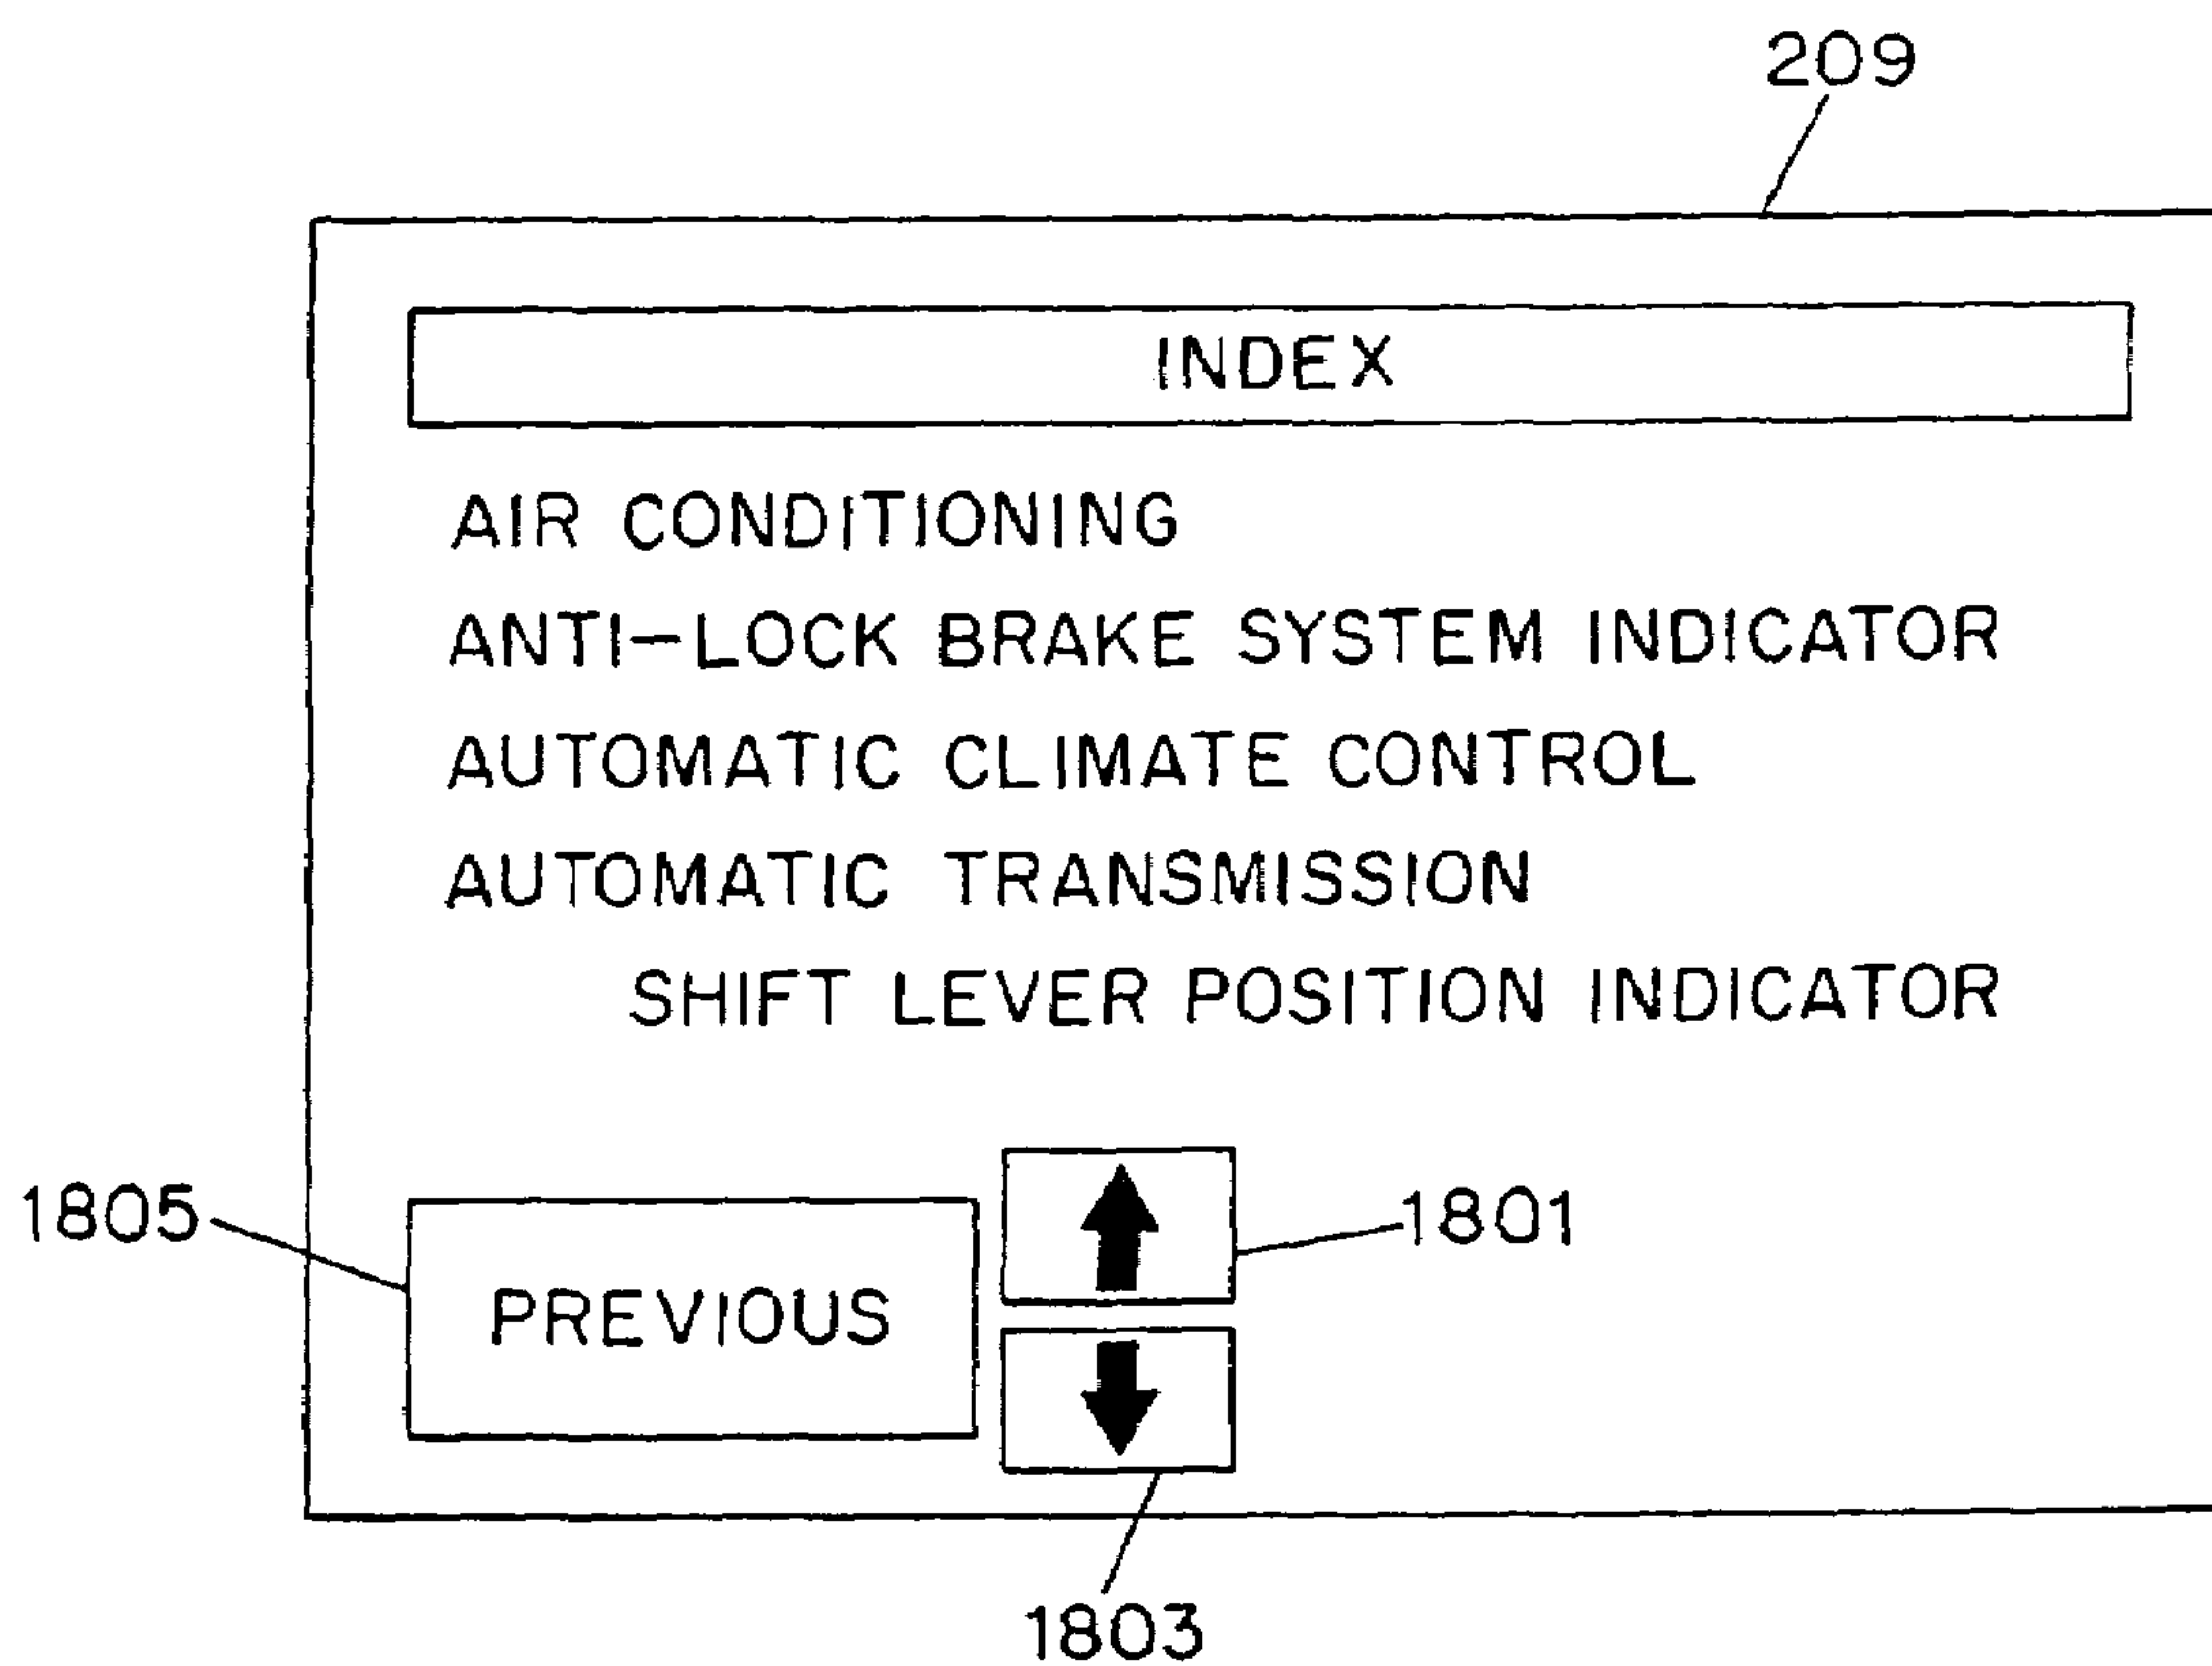 209
INDEX
AIR CONDITIONING
ANTI-LOCK BRAKE SYSTEM INDICATOR
AUTOMATIC CLIMATE CONTROL
AUTOMATIC TRANSMISSION
SHIFT LEVER POSITION INDICATOR
1805
1801
PREVIOUS
1803